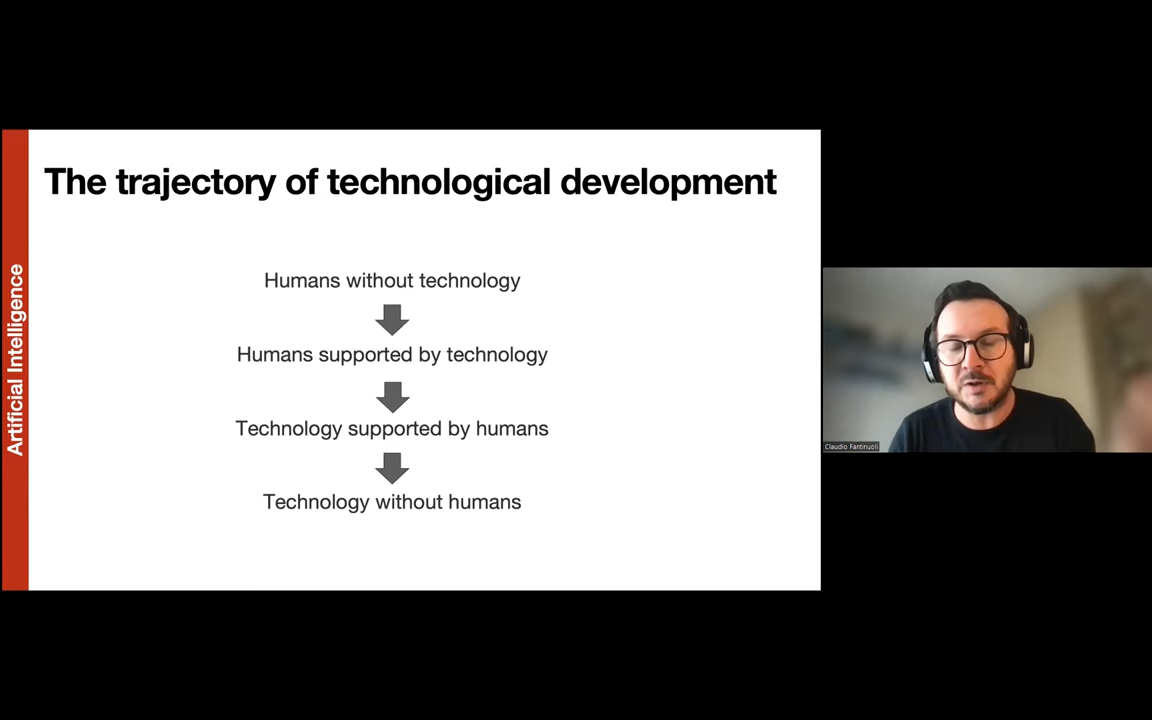 Artificial Intelligence
The trajectory of technological development
Humans without technology
Humans supported by technology
Technology supported by humans
Technology without humans
Claudio Fantinuoli